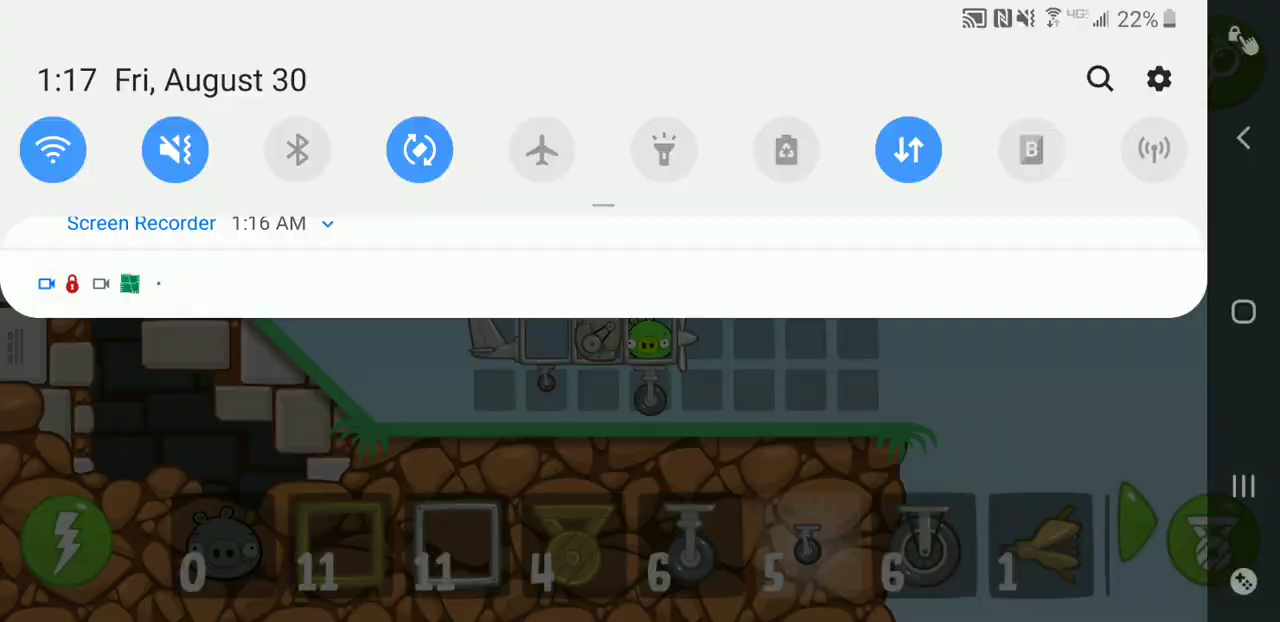 4GE 22%
1:17 Fri, August 30
B
Screen Recorder 1:16 AM
0 11 11 4 6 5 6 1